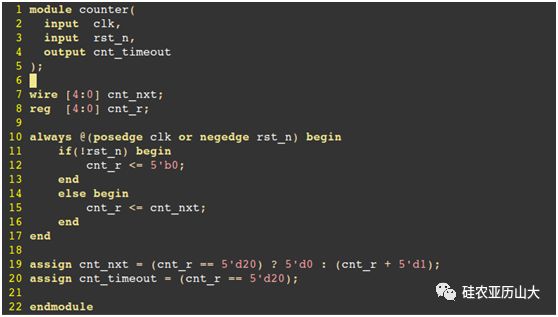 1 module counter(
2   input  clk,
3   input  rst_n,
4   output cnt_timeout
5 );
6
7 wire [4:0] cnt_nxt;
8 reg  [4:0] cnt_r;
9
10 always @(posedge clk or negedge rst_n) begin
11     if(!rst_n) begin
12         cnt_r <= 5'b0;
13     end
14     else begin
15         cnt_r <= cnt_nxt;
16     end
17 end
18
19 assign cnt_nxt = (cnt_r == 5'd20) ? 5'd0 : (cnt_r + 5'd1);
20 assign cnt_timeout = (cnt_r == 5'd20);
21
22 endmodule
硅农亚历山大